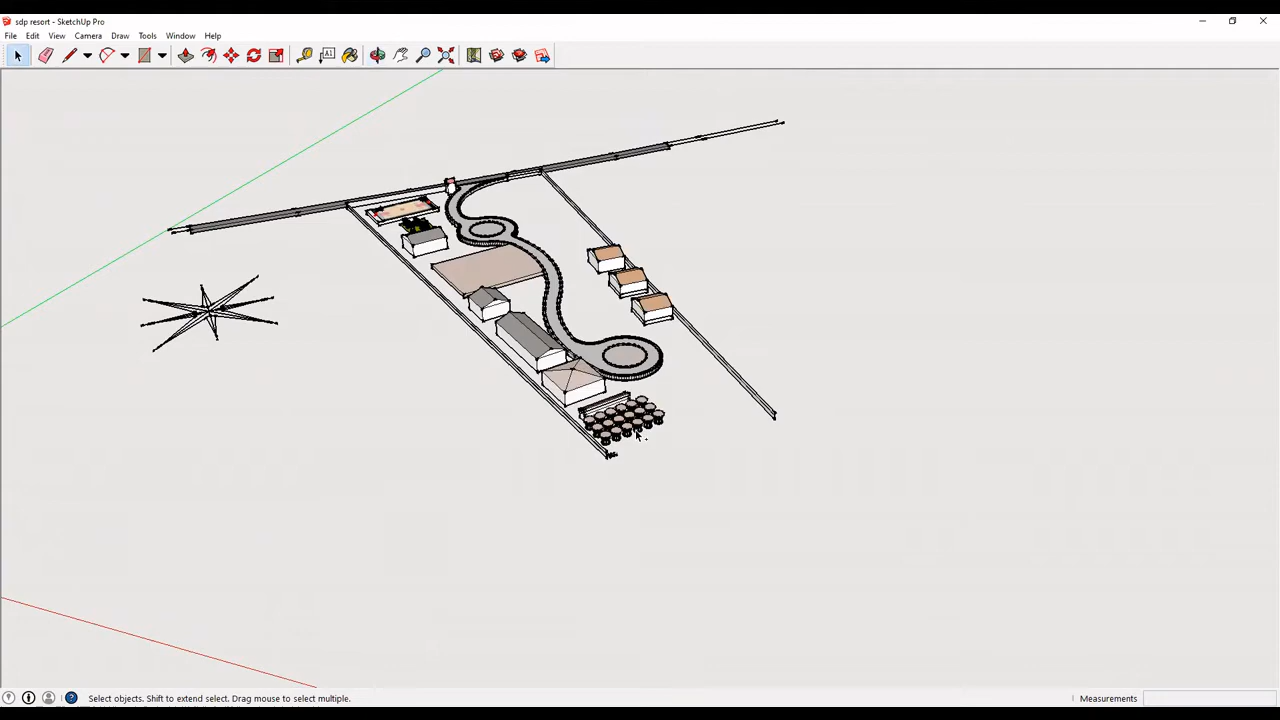 sdp resort - SketchUp Pro
File Edit View Camera Draw Tools Window Help
A1
Select objects. Shift to extend select. Drag mouse to select multiple.
Measurements